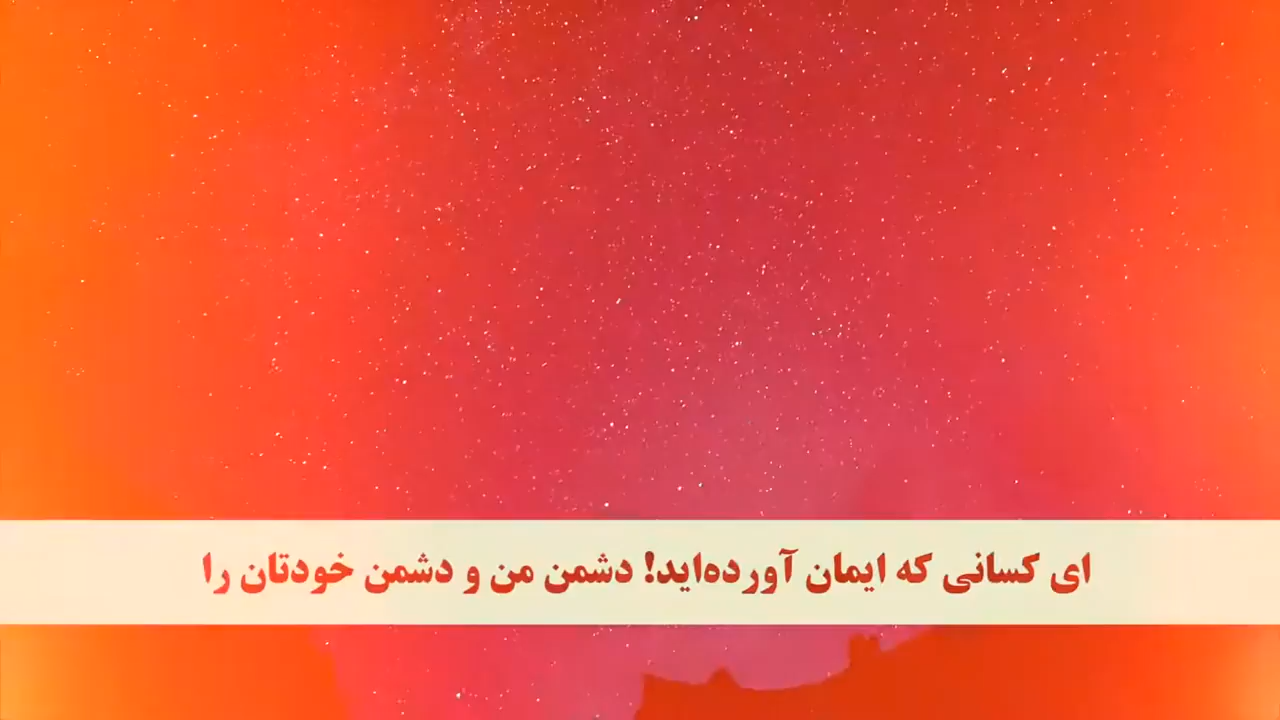 ای کسانی که ایمان آورده‌اید! دشمن من و دشمن خودتان را